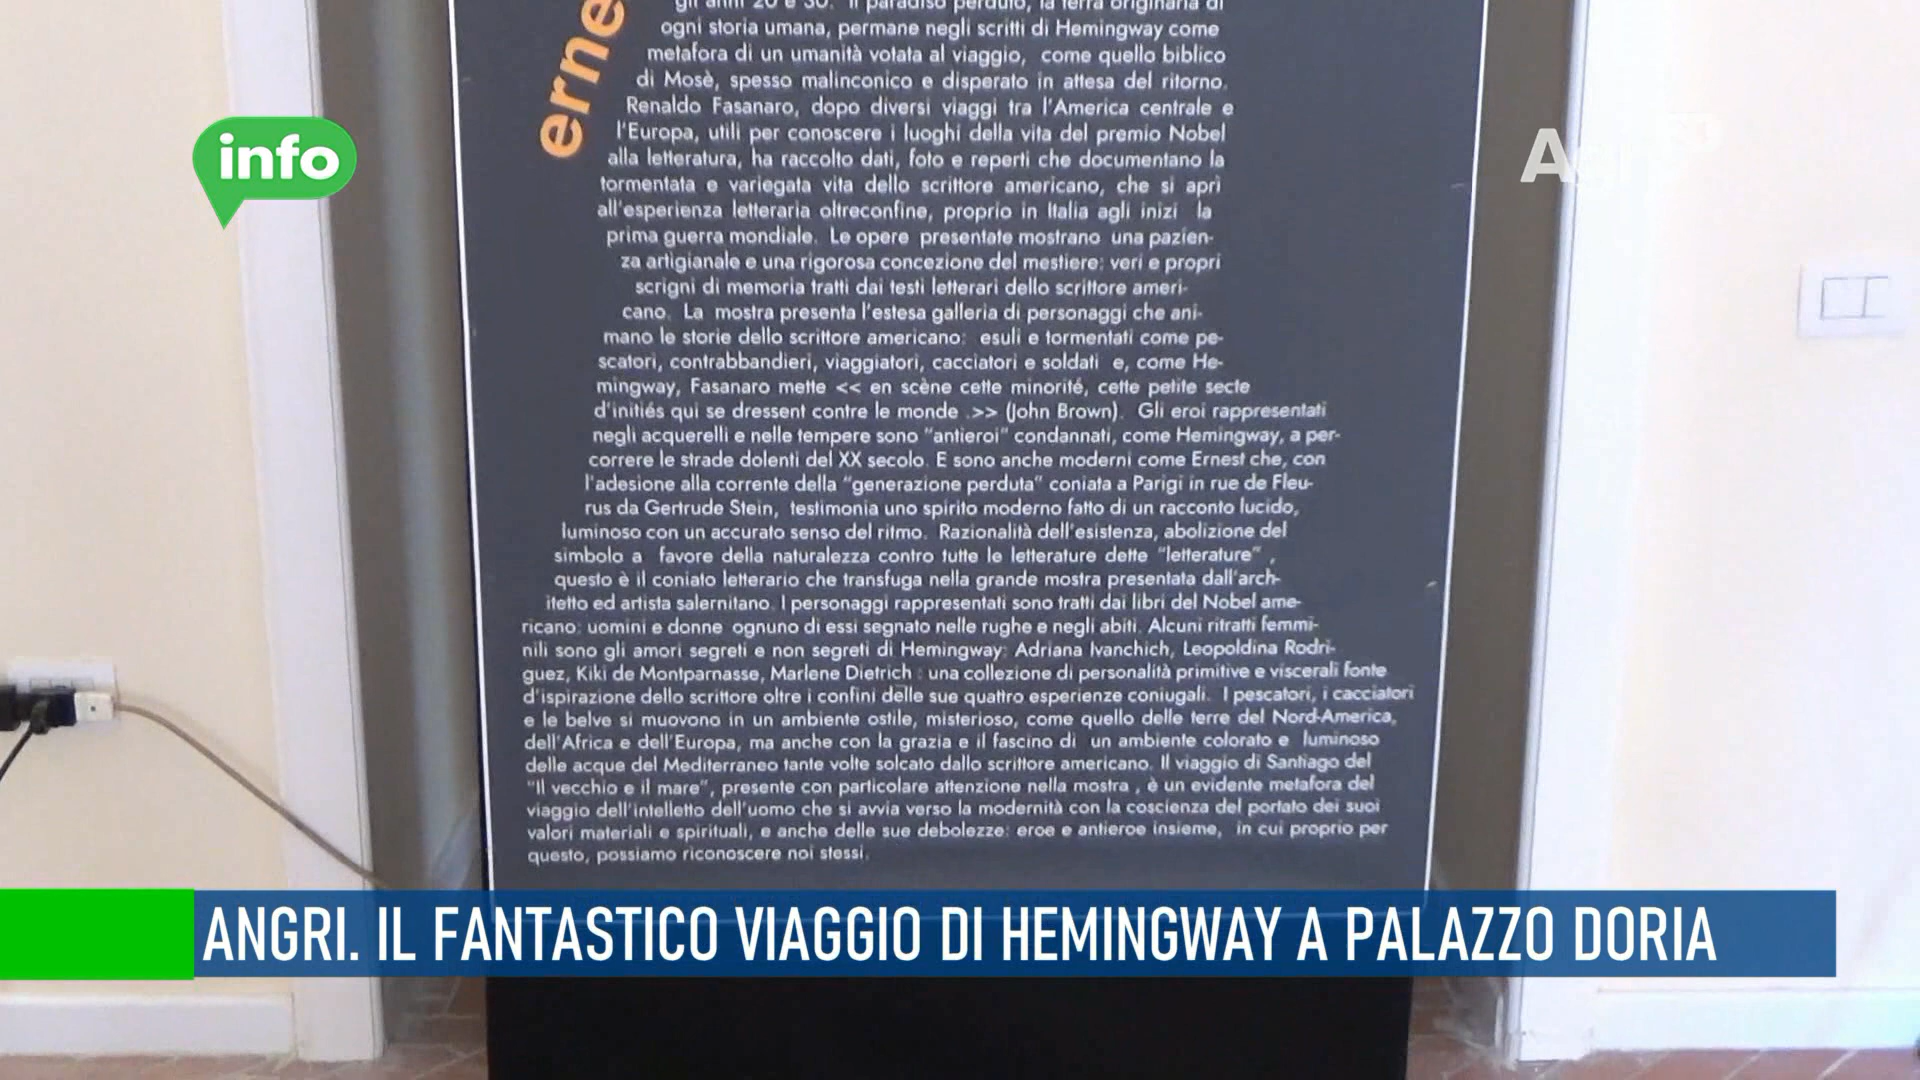 gli anni 20 e 30. Il paradiso perduto, la terra originaria di
ogni storia umana, permane negli scritti di Hemingway come
metafora di un umanità votata al viaggio, come quello biblico
di Mosè, spesso malinconico e disperato in attesa del ritorno.
Renaldo Fasanaro, dopo diversi viaggi tra l'America centrale e
l'Europa, utili per conoscere i luoghi della vita del premio Nobel
alla letteratura, ha raccolto dati, foto e reperti che documentano la
tormentata e variegata vita dello scrittore americano, che si aprì
all'esperienza letteraria oltreconfine, proprio in Italia agli inizi la
prima guerra mondiale. Le opere presentate mostrano una pazien-
za artigianale e una rigorosa concezione del mestiere: veri e propri
scrigni di memoria tratti dai testi letterari dello scrittore ameri-
cano. La mostra presenta l'estesa galleria di personaggi che ani-
mano le storie dello scrittore americano: esuli e tormentati come pe-
scatori, contrabbandieri, viaggiatori, cacciatori e soldati e, come He-
mingway, Fasanaro mette << en scène cette minorité, cette petite secte
d'initiés qui se dressent contre le monde .>> (John Brown). Gli eroi rappresentati
negli acquerelli e nelle tempere sono "antieroi" condannati, come Hemingway, a per-
correre le strade dolenti del XX secolo. E sono anche moderni come Ernest che, con
l'adesione alla corrente della "generazione perduta" coniata a Parigi in rue de Fleu-
rus da Gertrude Stein, testimonia uno spirito moderno fatto di un racconto lucido,
luminoso con un accurato senso del ritmo. Razionalità dell'esistenza, abolizione del
simbolo a favore della naturalezza contro tutte le letterature dette "letterature" ,
questo è il coniato letterario che transfuga nella grande mostra presentata dall'arch-
itetto ed artista salernitano. I personaggi rappresentati sono tratti dai libri del Nobel ame-
ricano: uomini e donne ognuno di essi segnato nelle rughe e negli abiti. Alcuni ritratti femmi-
nili sono gli amori segreti e non segreti di Hemingway: Adriana Ivanchich, Leopoldina Rodri-
guez, Kiki de Montparnasse, Marlene Dietrich : una collezione di personalità primitive e viscerali fonte
d'ispirazione dello scrittore oltre i confini delle sue quattro esperienze coniugali. I pescatori, i cacciatori
e le belve si muovono in un ambiente ostile, misterioso, come quello delle terre del Nord-America,
dell'Africa e dell'Europa, ma anche con la grazia e il fascino di un ambiente colorato e luminoso
delle acque del Mediterraneo tante volte solcato dallo scrittore americano. Il viaggio di Santiago del
"Il vecchio e il mare", presente con particolare attenzione nella mostra , è un evidente metafora del
viaggio dell'intelletto dell'uomo che si avvia verso la modernità con la coscienza del portato dei suoi
valori materiali e spirituali, e anche delle sue debolezze: eroe e antieroe insieme, in cui proprio per
questo, possiamo riconoscere noi stessi.
erne
info
ANGRI. IL FANTASTICO VIAGGIO DI HEMINGWAY A PALAZZO DORIA